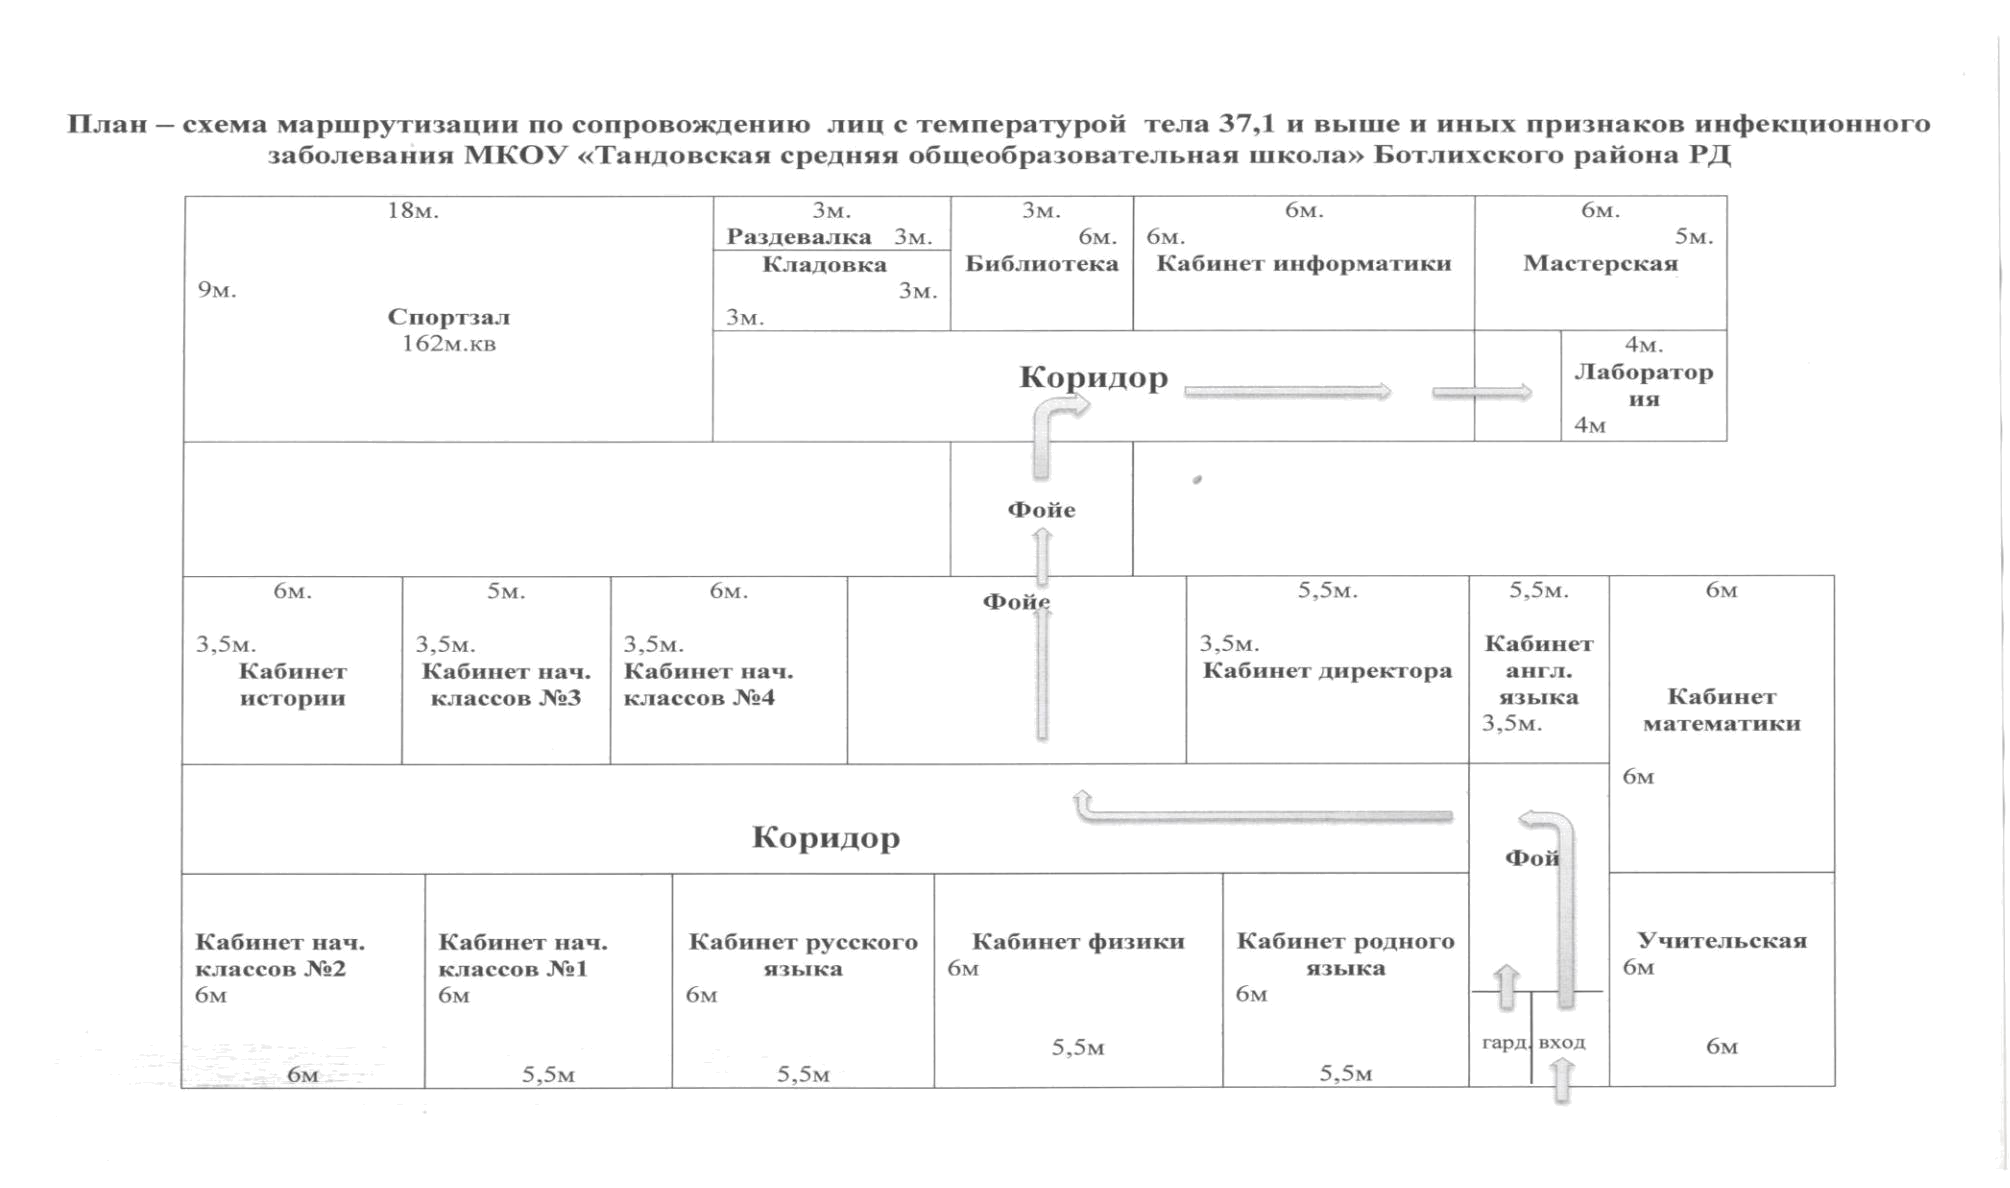 План – схема маршрутизации по сопровождению лиц с температурой тела 37,1 и выше и иных признаков инфекционного
заболевания МКОУ «Тандовская средняя общеобразовательная школа» Ботлихского района РД
18м.
9м.
Спортзал
162м.кв
3м.
Раздевалка 3м.
Кладовка
3м.
3м.
3м.
6м.
Библиотека
6м.
6м.
Кабинет информатики
6м.
5м.
Мастерская
Коридор
4м.
Лаборатор
ия
4м
Фойе
6м.
3,5м.
Кабинет
истории
5м.
3,5м.
Кабинет нач.
классов №3
6м.
3,5м.
Кабинет нач.
классов №4
Фойе
5,5м.
3,5м.
Кабинет директора
5,5м.
Кабинет
англ.
языка
3,5м.
6м
Кабинет
математики
6м
Коридор
Фой
Кабинет нач.
классов №2
6м
6м
Кабинет нач.
классов №1
6м
5,5м
Кабинет русского
языка
6м
5,5м
Кабинет физики
6м
5,5м
Кабинет родного
языка
6м
5,5м
гард. вход
Учительская
6м
6м